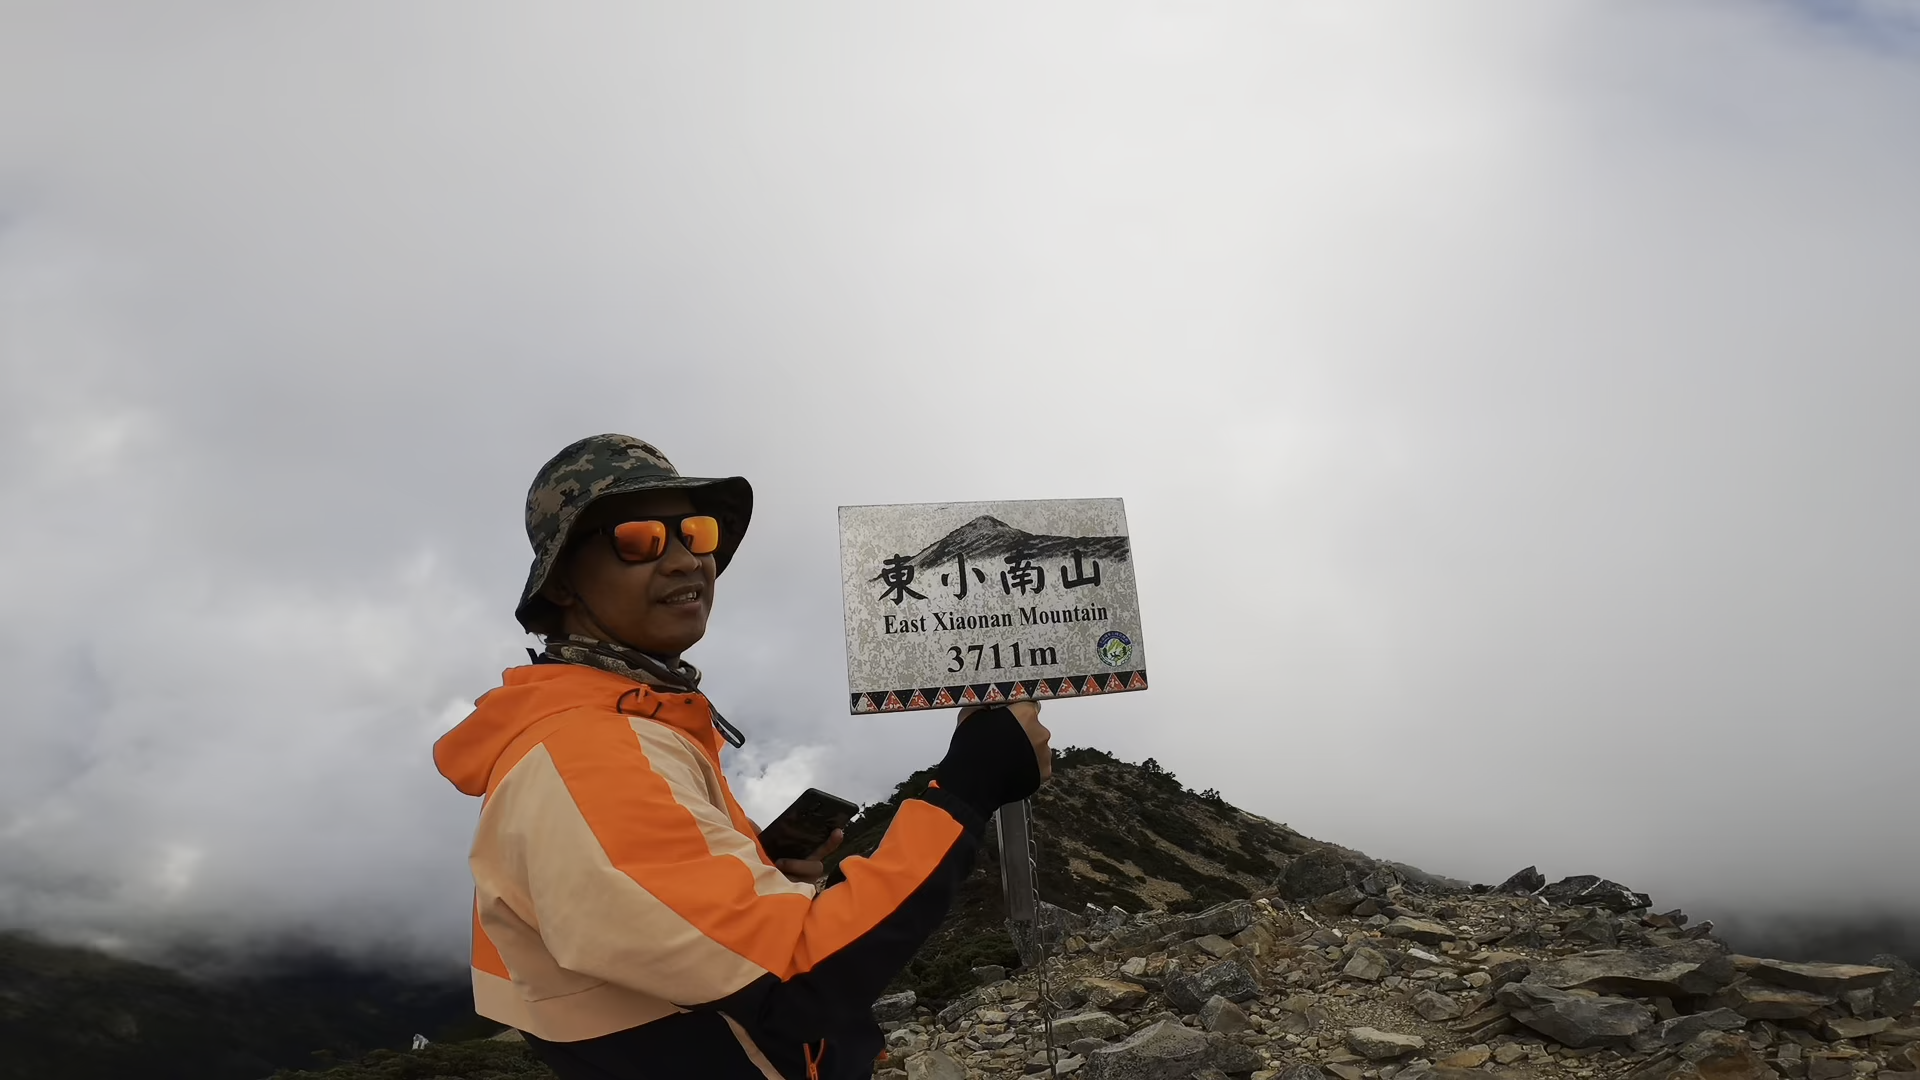 東小南山
East Xiaonan Mountain
3711m